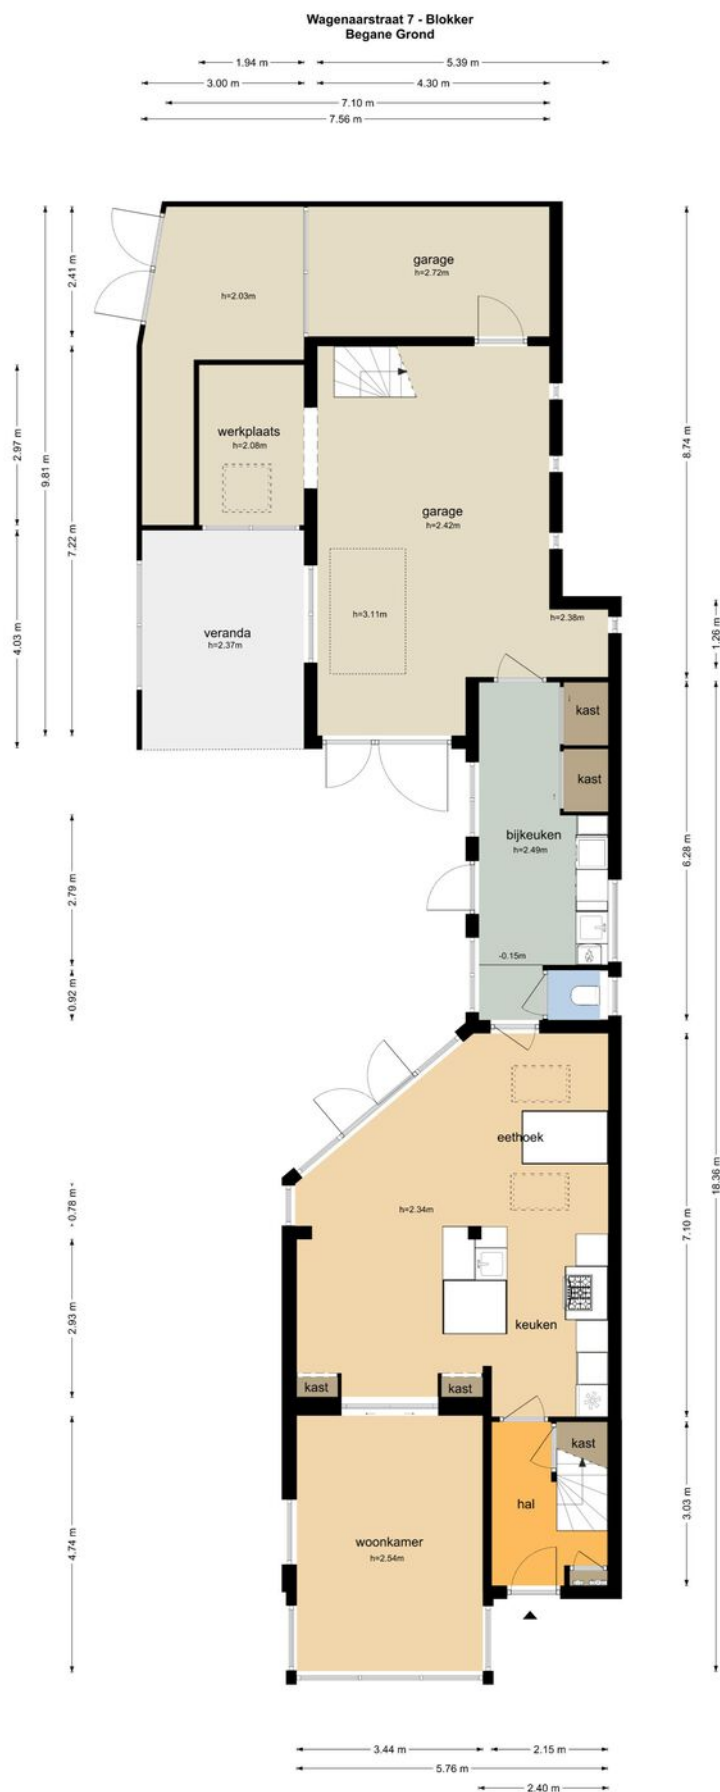 Wagenaarstraat 7 - Blokker
Begane Grond
1.94 m
5.39 m
3.00 m
4.30 m
7.10 m
7.56 m
2.41 m
9.81 m
2.97 m
7.22 m
4.03 m
8.74 m
1.26 m
garage
h=2.72m
h=2.03m
werkplaats
h=2.08m
garage
h=2.42m
h=3.11m
h=2.38m
veranda
h=2.37m
kast
kast
bijkeuken
h=2.49m
-0.15m
2.79 m
0.92 m
6.28 m
18.36 m
eethoek
h=2.34m
keuken
0.78 m
2.93 m
7.10 m
kast
kast
kast
hal
woonkamer
h=2.54m
4.74 m
3.03 m
3.44 m
2.15 m
5.76 m
2.40 m